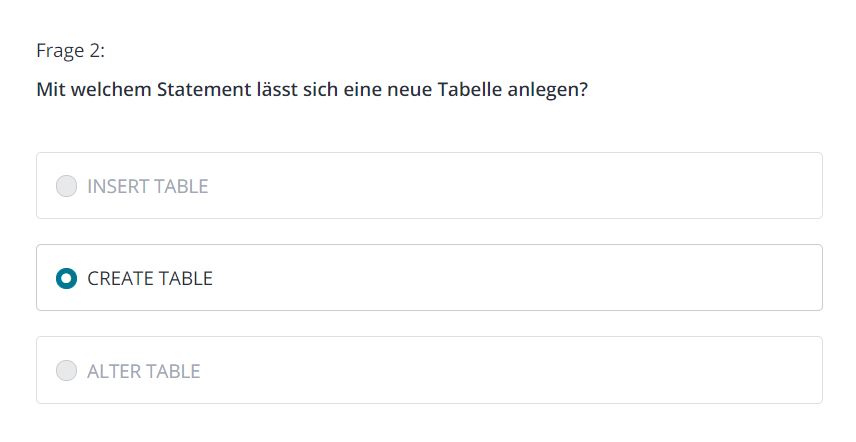 Frage 2:
Mit welchem Statement lässt sich eine neue Tabelle anlegen?
INSERT TABLE
CREATE TABLE
ALTER TABLE